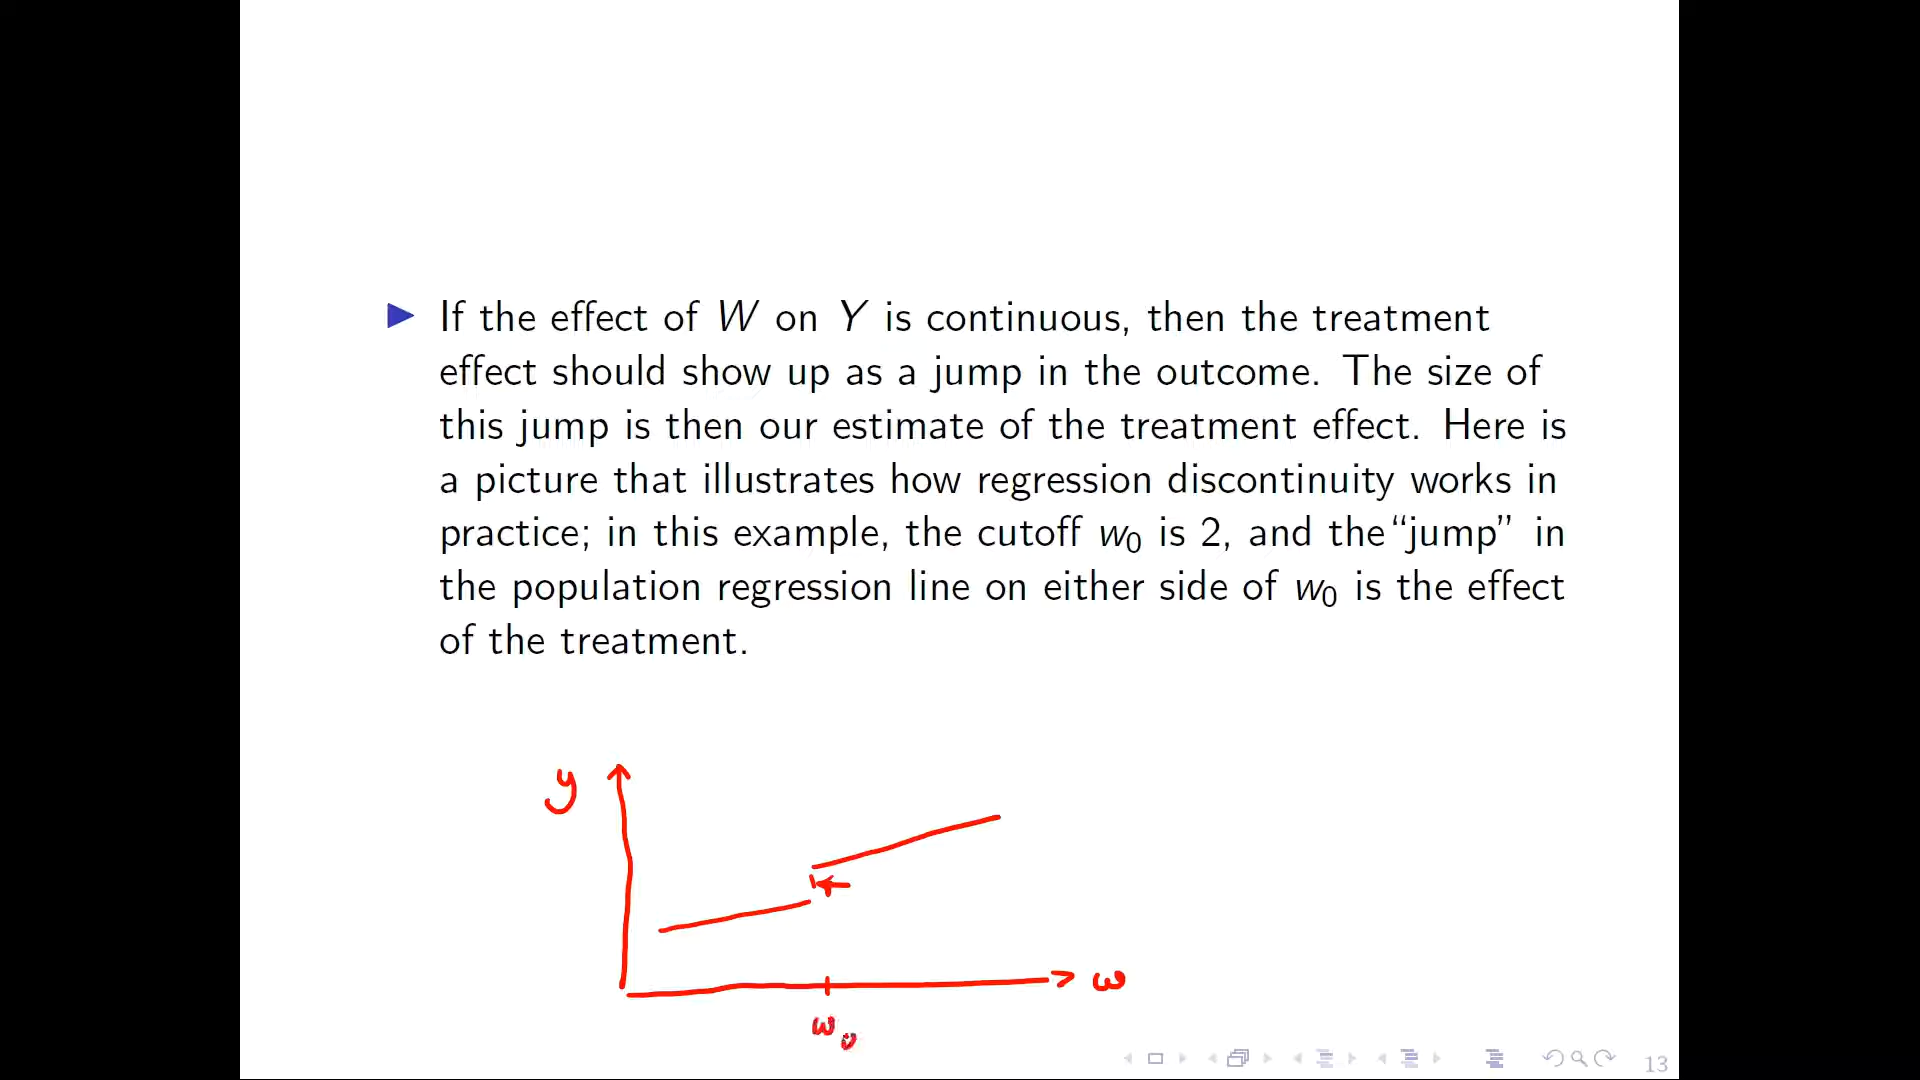 If the effect of W on Y is continuous, then the treatment
effect should show up as a jump in the outcome. The size of
this jump is then our estimate of the treatment effect. Here is
a picture that illustrates how regression discontinuity works in
practice; in this example, the cutoff w₀ is 2, and the“jump” in
the population regression line on either side of w₀ is the effect
of the treatment.
y
ω
ω₀
13